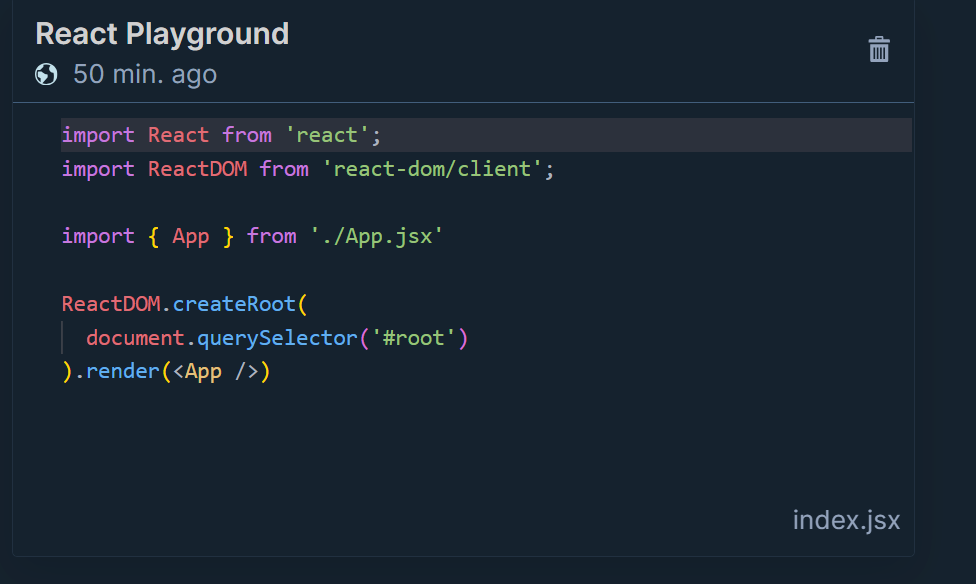 React Playground
50 min. ago
import React from 'react';
import ReactDOM from 'react-dom/client';
import { App } from './App.jsx'
ReactDOM.createRoot(
  document.querySelector('#root')
).render(<App />)
index.jsx